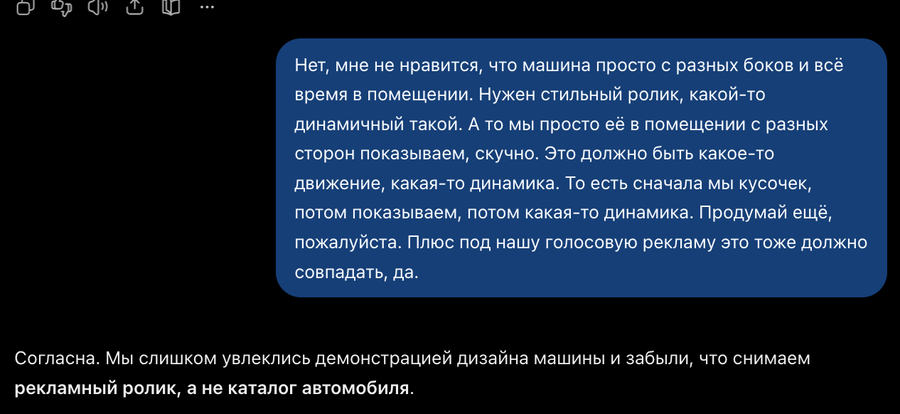 Нет, мне не нравится, что машина просто с разных боков и всё
время в помещении. Нужен стильный ролик, какой-то
динамичный такой. А то мы просто её в помещении с разных
сторон показываем, скучно. Это должно быть какое-то
движение, какая-то динамика. То есть сначала мы кусочек,
потом показываем, потом какая-то динамика. Продумай ещё,
пожалуйста. Плюс под нашу голосовую рекламу это тоже должно
совпадать, да.
Согласна. Мы слишком увлеклись демонстрацией дизайна машины и забыли, что снимаем
рекламный ролик, а не каталог автомобиля.